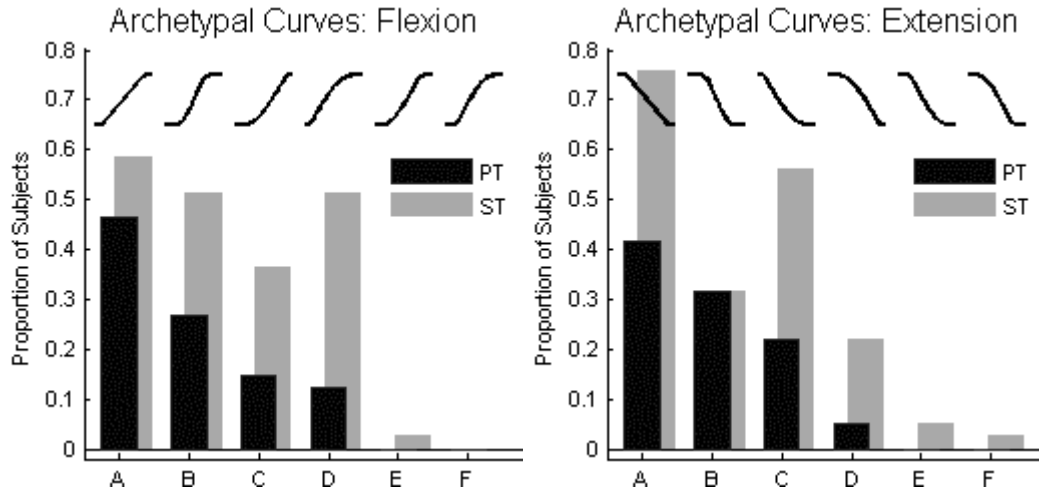 Archetypal Curves: Flexion
0.8
0.7
0.6
0.5
0.4
0.3
0.2
0.1
0
Proportion of Subjects
PT
ST
A B C D E F
Archetypal Curves: Extension
0.8
0.7
0.6
0.5
0.4
0.3
0.2
0.1
0
Proportion of Subjects
PT
ST
A B C D E F